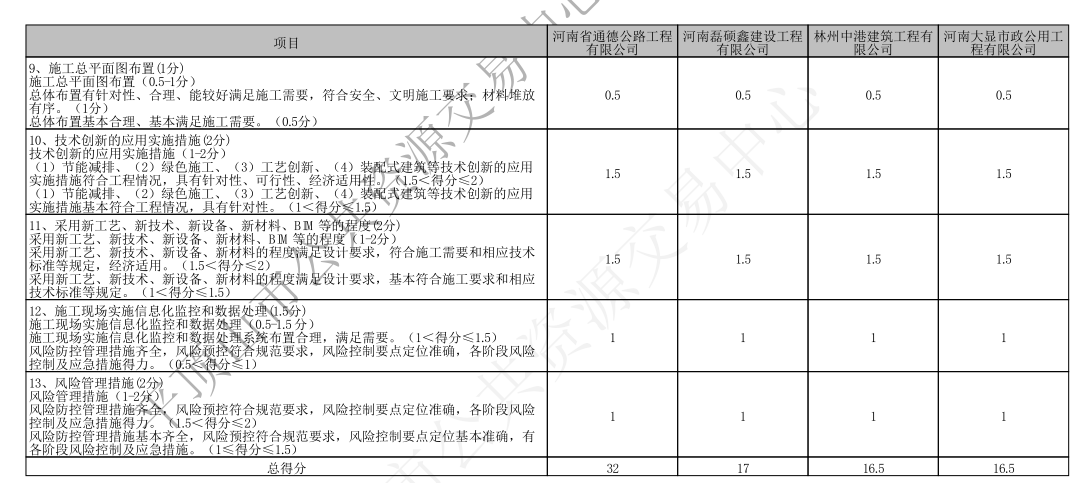 项目
河南省通德公路工程
有限公司
河南磊硕鑫建设工程
有限公司
林州中港建筑工程有
限公司
河南大显市政公用工
程有限公司
9、施工总平面图布置(1分)
施工总平面图布置（0.5-1分）
总体布置有针对性、合理、能较好满足施工需要，符合安全、文明施工要求；材料堆放
有序。（1分）
总体布置基本合理、基本满足施工需要。（0.5分）
0.5
0.5
0.5
0.5
10、技术创新的应用实施措施(2分)
技术创新的应用实施措施（1-2分）
（1）节能减排、（2）绿色施工、（3）工艺创新、（4）装配式建筑等技术创新的应用
实施措施符合工程情况，具有针对性、可行性、经济适用性。（1.5＜得分≤2）
（1）节能减排、（2）绿色施工、（3）工艺创新、（4）装配式建筑等技术创新的应用
实施措施基本符合工程情况，具有针对性。（1＜得分≤1.5）
1.5
1.5
1.5
1.5
11、采用新工艺、新技术、新设备、新材料、BIM 等的程度(2分)
采用新工艺、新技术、新设备、新材料、BIM 等的程度（1-2分）
采用新工艺、新技术、新设备、新材料的程度满足设计要求，符合施工需要和相应技术
标准等规定，经济适用。（1.5＜得分≤2）
采用新工艺、新技术、新设备、新材料的程度满足设计要求，基本符合施工要求和相应
技术标准等规定。（1＜得分≤1.5）
1.5
1.5
1.5
1.5
12、施工现场实施信息化监控和数据处理(1.5分)
施工现场实施信息化监控和数据处理（0.5-1.5 分）
施工现场实施信息化监控和数据处理系统布置合理，满足需要。（1＜得分≤1.5）
风险防控管理措施齐全，风险预控符合规范要求，风险控制要点定位准确，各阶段风险
控制及应急措施得力。（0.5≤得分≤1）
1
1
1
1
13、风险管理措施(2分)
风险管理措施（1-2分）
风险防控管理措施齐全，风险预控符合规范要求，风险控制要点定位准确，各阶段风险
控制及应急措施得力。（1.5＜得分≤2）
风险防控管理措施基本齐全，风险预控符合规范要求，风险控制要点定位基本准确，有
各阶段风险控制及应急措施。（1≤得分≤1.5）
1
1
1
1
总得分
32
17
16.5
16.5
平顶山市公共资源交易中心
市公共资源交易中心